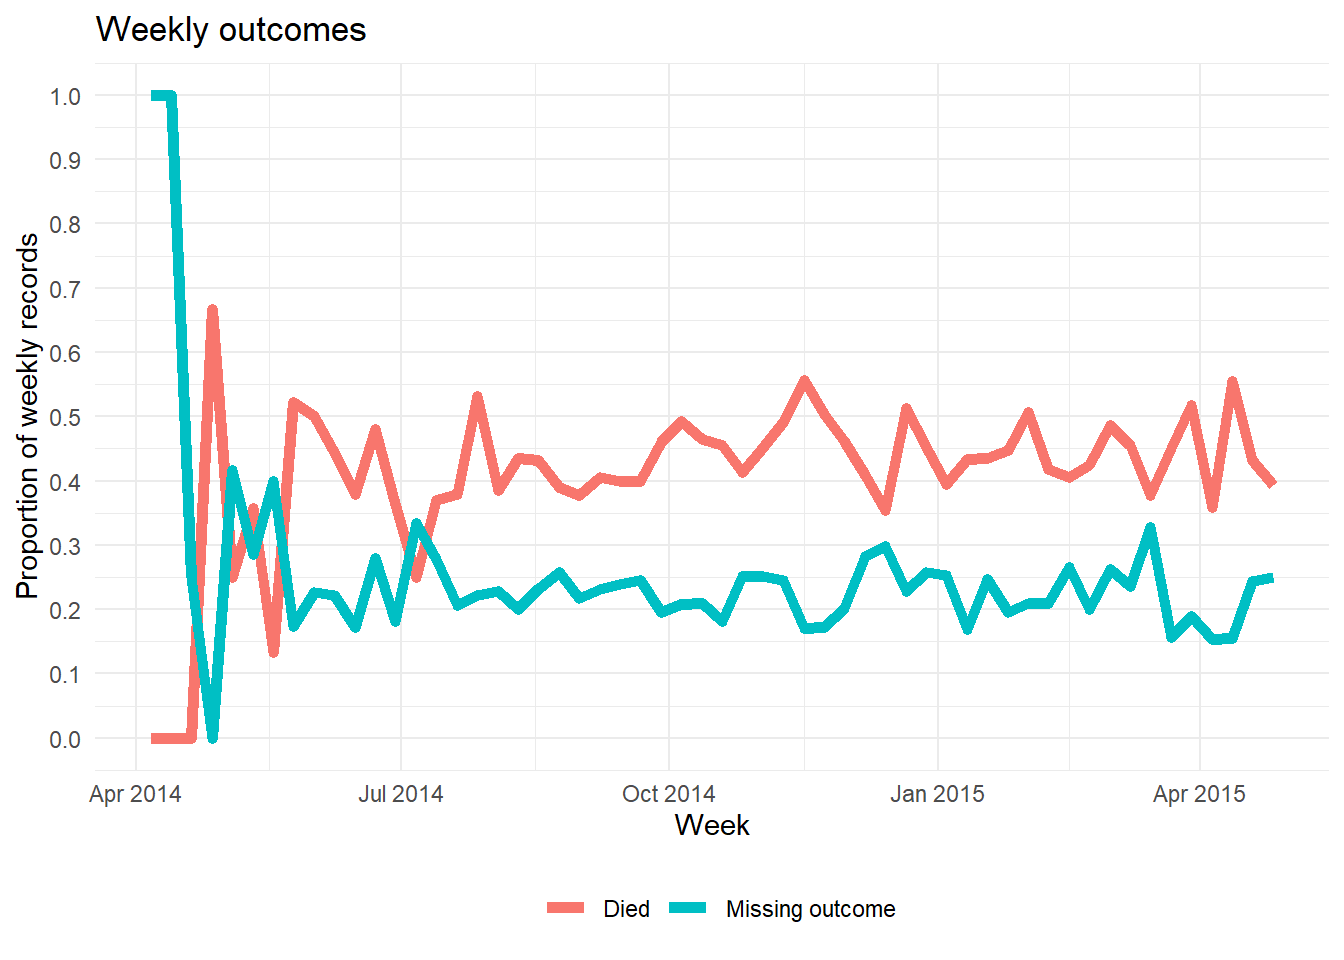 Weekly outcomes
Proportion of weekly records
1.0
0.9
0.8
0.7
0.6
0.5
0.4
0.3
0.2
0.1
0.0
Apr 2014 Jul 2014 Oct 2014 Jan 2015 Apr 2015
Week
Died Missing outcome